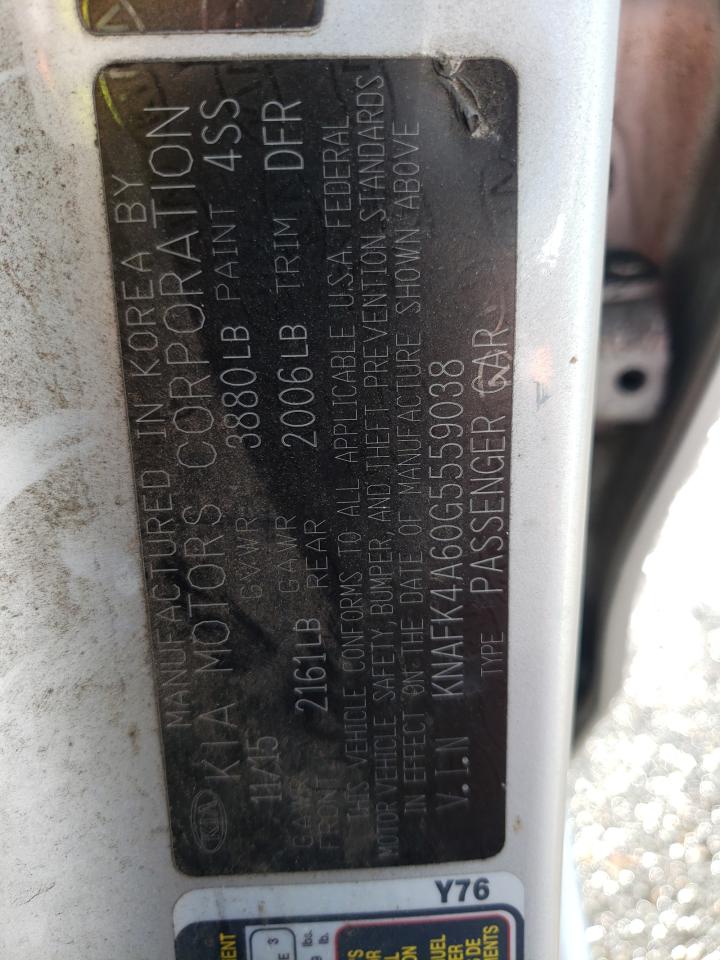 MANUFACTURED IN KOREA BY
KIA KIA MOTORS CORPORATION
11/15 GVWR 3880LB PAINT 4SS
GAWR FRONT 2161LB GAWR REAR 2006LB TRIM DFR
THIS VEHICLE CONFORMS TO ALL APPLICABLE U.S.A. FEDERAL
MOTOR VEHICLE SAFETY, BUMPER, AND THEFT PREVENTION STANDARDS
IN EFFECT ON THE DATE OF MANUFACTURE SHOWN ABOVE
V.I.N KNAFK4A60G5559038
TYPE PASSENGER CAR
Y76